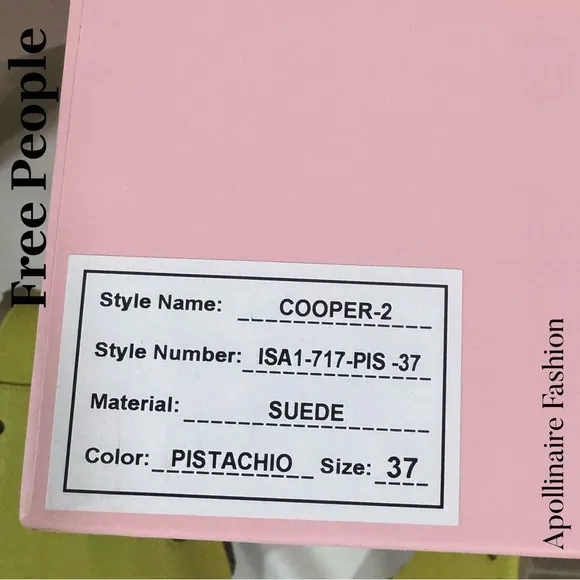 Free People
Style Name: COOPER-2
Style Number: ISA1-717-PIS -37
Material: SUEDE
Color: PISTACHIO Size: 37
Apollinaire Fashion